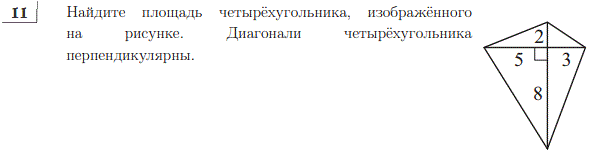 11
Найдите площадь четырёхугольника, изображённого
на рисунке. Диагонали четырёхугольника
перпендикулярны.
2
5 3
8